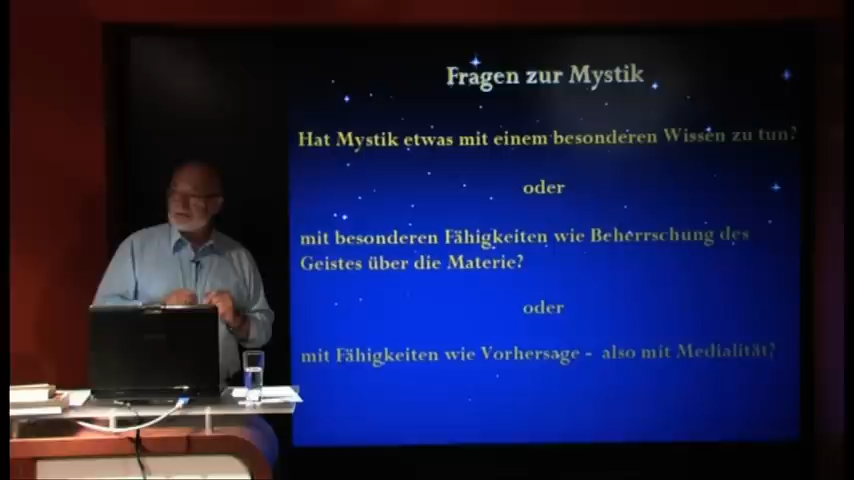 Fragen zur Mystik
Hat Mystik etwas mit einem besonderen Wissen zu tun?
oder
mit besonderen Fähigkeiten wie Beherrschung des
Geistes über die Materie?
oder
mit Fähigkeiten wie Vorhersage - also mit Medialität?